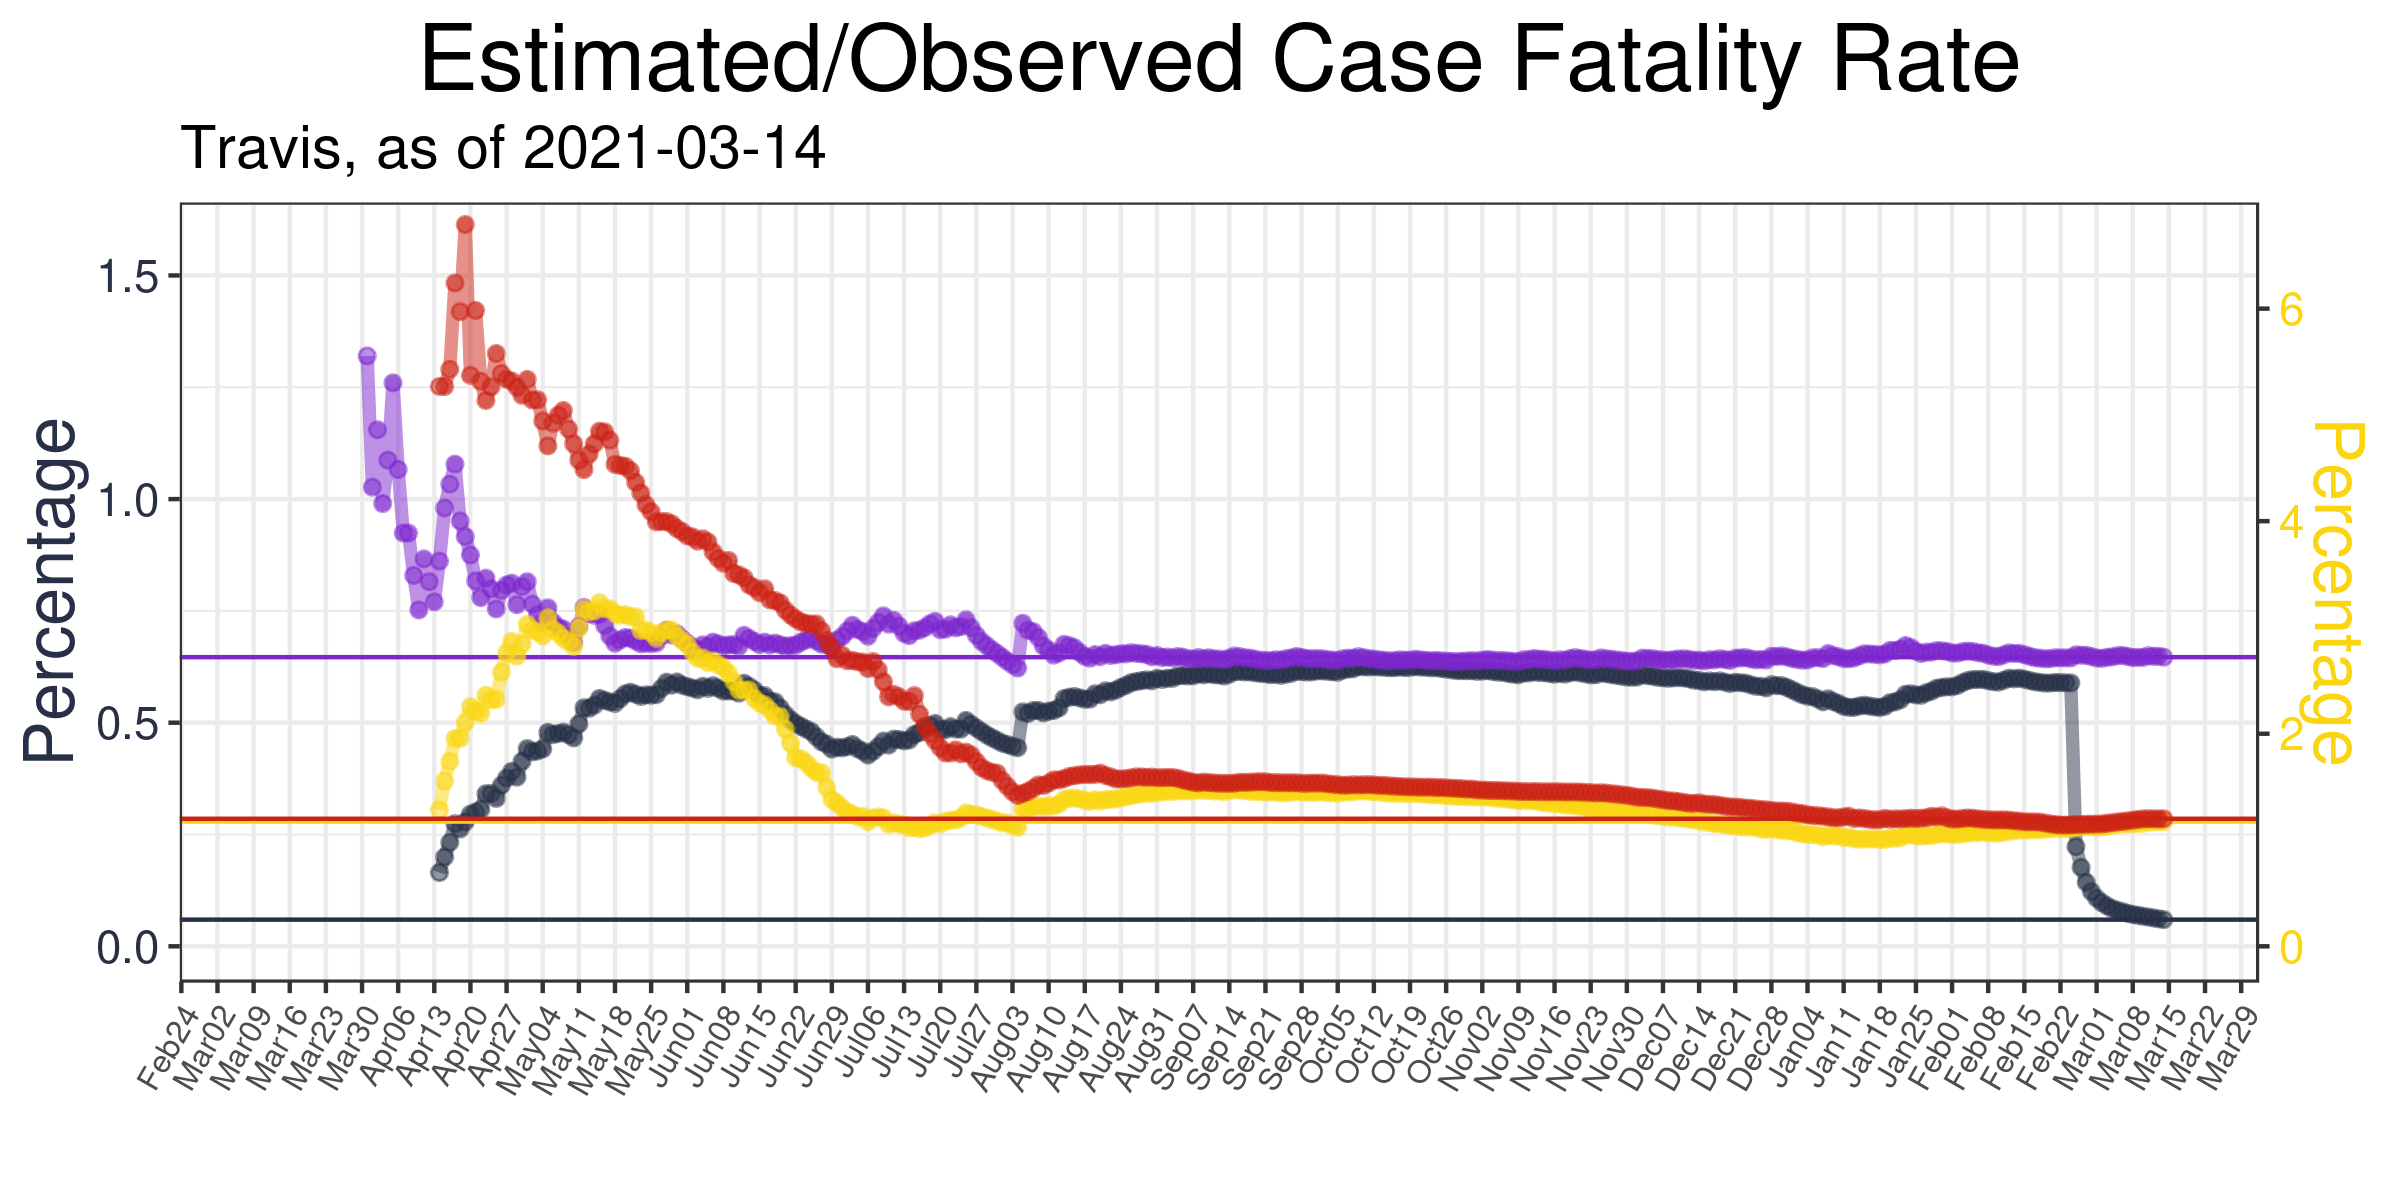 Estimated/Observed Case Fatality Rate
Travis, as of 2021-03-14
Percentage
1.5
1.0
0.5
0.0
6
4
2
0
Percentage
Feb24
Mar02
Mar09
Mar16
Mar23
Mar30
Apr06
Apr13
Apr20
Apr27
May04
May11
May18
May25
Jun01
Jun08
Jun15
Jun22
Jun29
Jul06
Jul13
Jul20
Jul27
Aug03
Aug10
Aug17
Aug24
Aug31
Sep07
Sep14
Sep21
Sep28
Oct05
Oct12
Oct19
Oct26
Nov02
Nov09
Nov16
Nov23
Nov30
Dec07
Dec14
Dec21
Dec28
Jan04
Jan11
Jan18
Jan25
Feb01
Feb08
Feb15
Feb22
Mar01
Mar08
Mar15
Mar22
Mar29